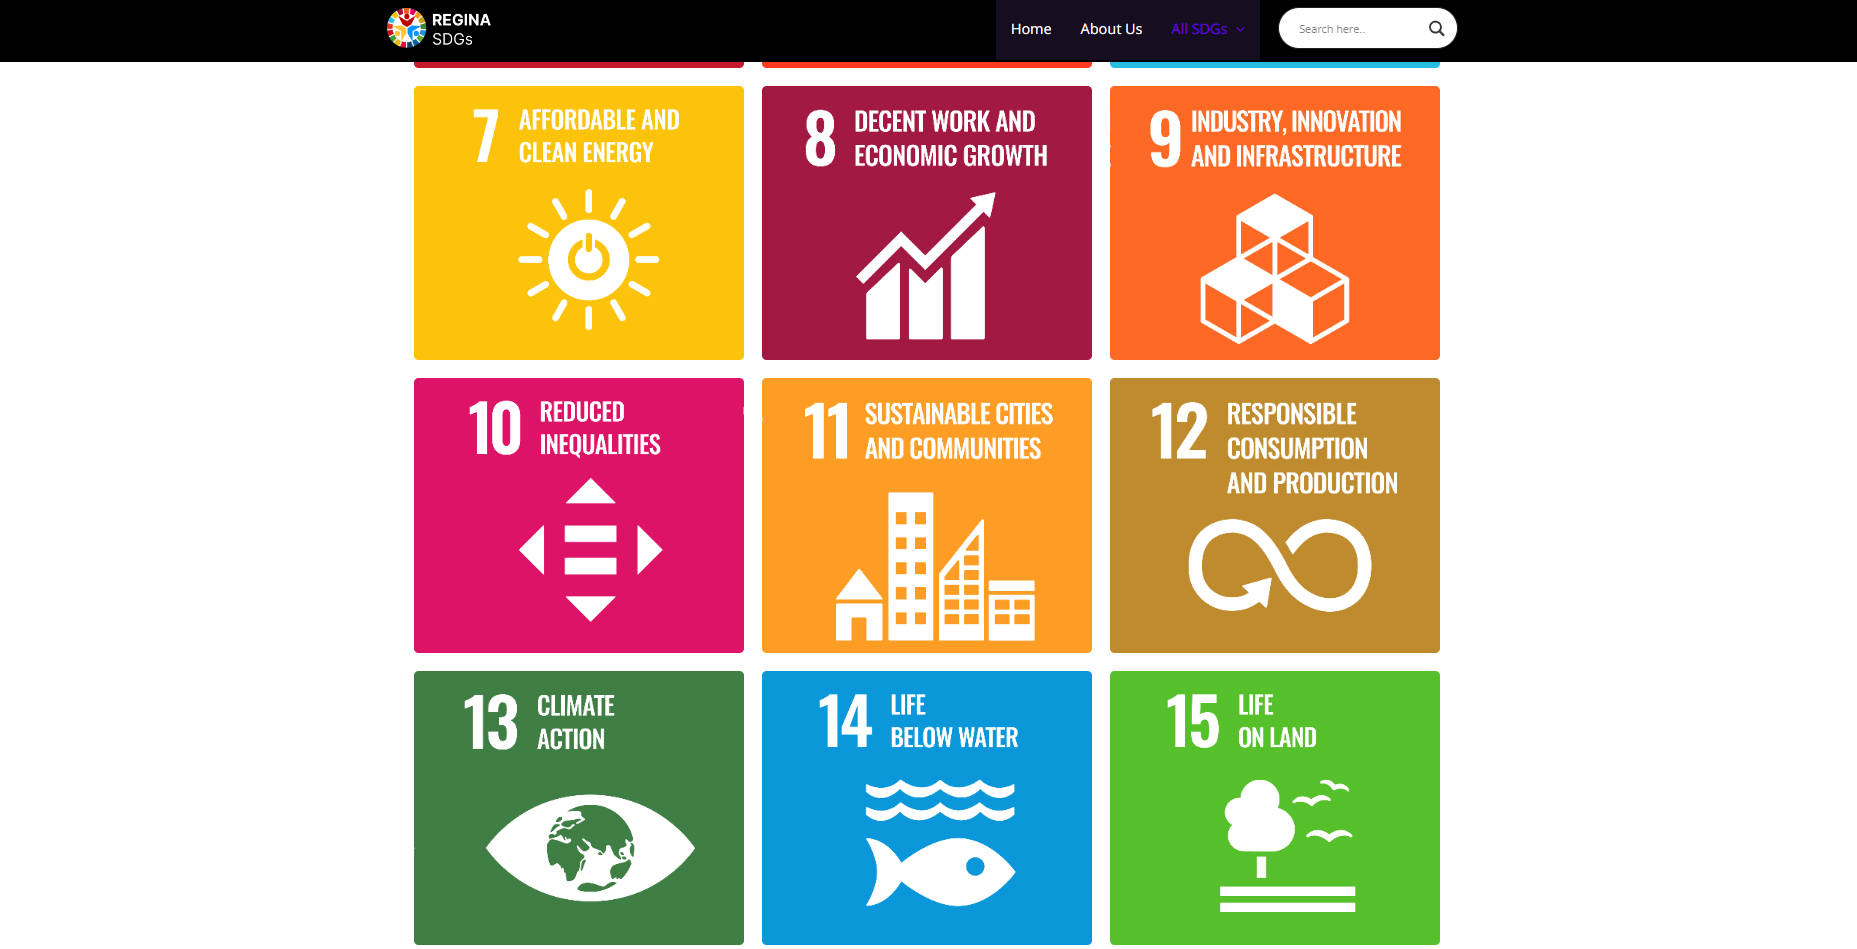 REGINA
SDGs
Home
About Us
All SDGs
Search here..
7
AFFORDABLE AND
CLEAN ENERGY
8
DECENT WORK AND
ECONOMIC GROWTH
9
INDUSTRY, INNOVATION
AND INFRASTRUCTURE
10
REDUCED
INEQUALITIES
11
SUSTAINABLE CITIES
AND COMMUNITIES
12
RESPONSIBLE
CONSUMPTION
AND PRODUCTION
13
CLIMATE
ACTION
14
LIFE
BELOW WATER
15
LIFE
ON LAND